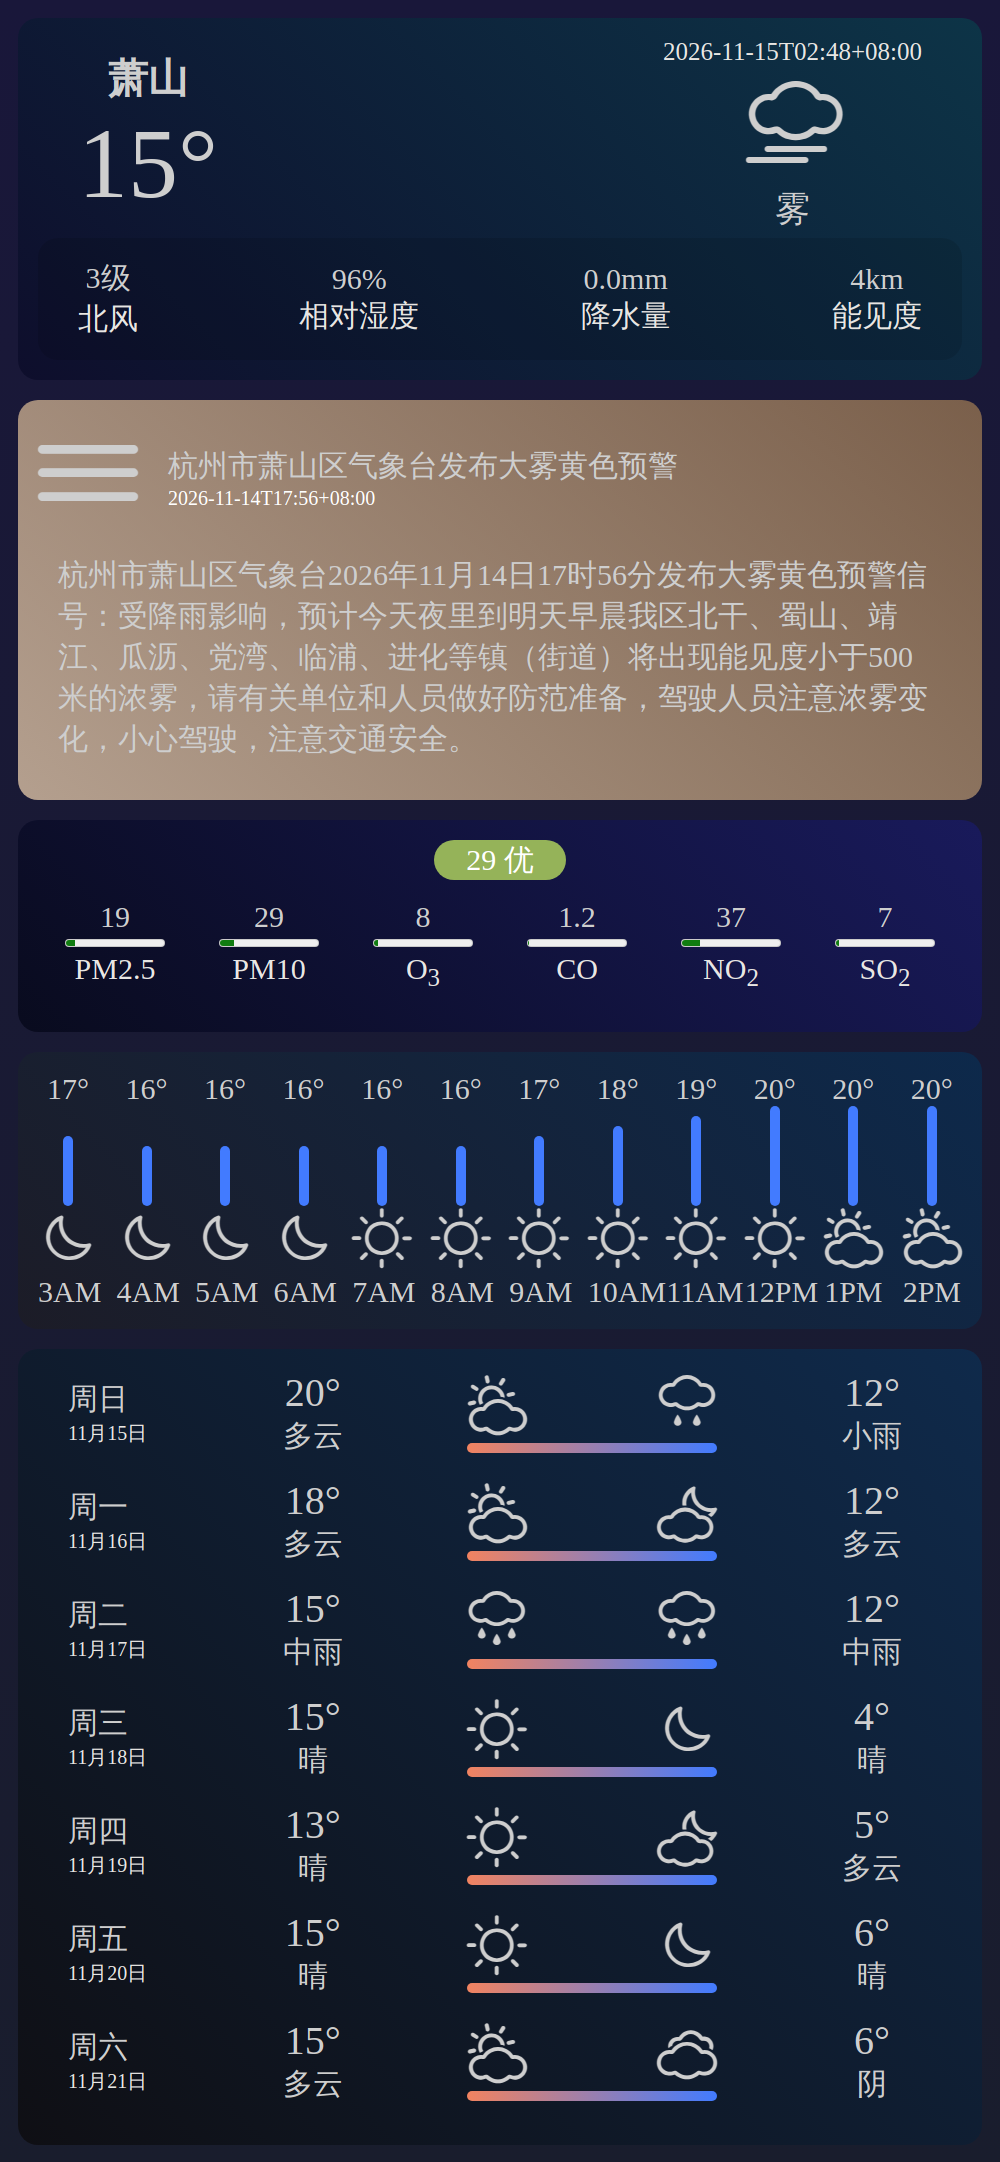 萧山
15°
2026-11-15T02:48+08:00
雾
3级 96% 0.0mm 4km
北风 相对湿度 降水量 能见度
杭州市萧山区气象台发布大雾黄色预警
2026-11-14T17:56+08:00
杭州市萧山区气象台2026年11月14日17时56分发布大雾黄色预警信
号：受降雨影响，预计今天夜里到明天早晨我区北干、蜀山、靖
江、瓜沥、党湾、临浦、进化等镇（街道）将出现能见度小于500
米的浓雾，请有关单位和人员做好防范准备，驾驶人员注意浓雾变
化，小心驾驶，注意交通安全。
29 优
19 29 8 1.2 37 7
PM2.5 PM10 O3 CO NO2 SO2
17° 16° 16° 16° 16° 16° 17° 18° 19° 20° 20° 20°
3AM 4AM 5AM 6AM 7AM 8AM 9AM 10AM 11AM 12PM 1PM 2PM
周日 20° 12°
11月15日 多云 小雨
周一 18° 12°
11月16日 多云 多云
周二 15° 12°
11月17日 中雨 中雨
周三 15° 4°
11月18日 晴 晴
周四 13° 5°
11月19日 晴 多云
周五 15° 6°
11月20日 晴 晴
周六 15° 6°
11月21日 多云 阴